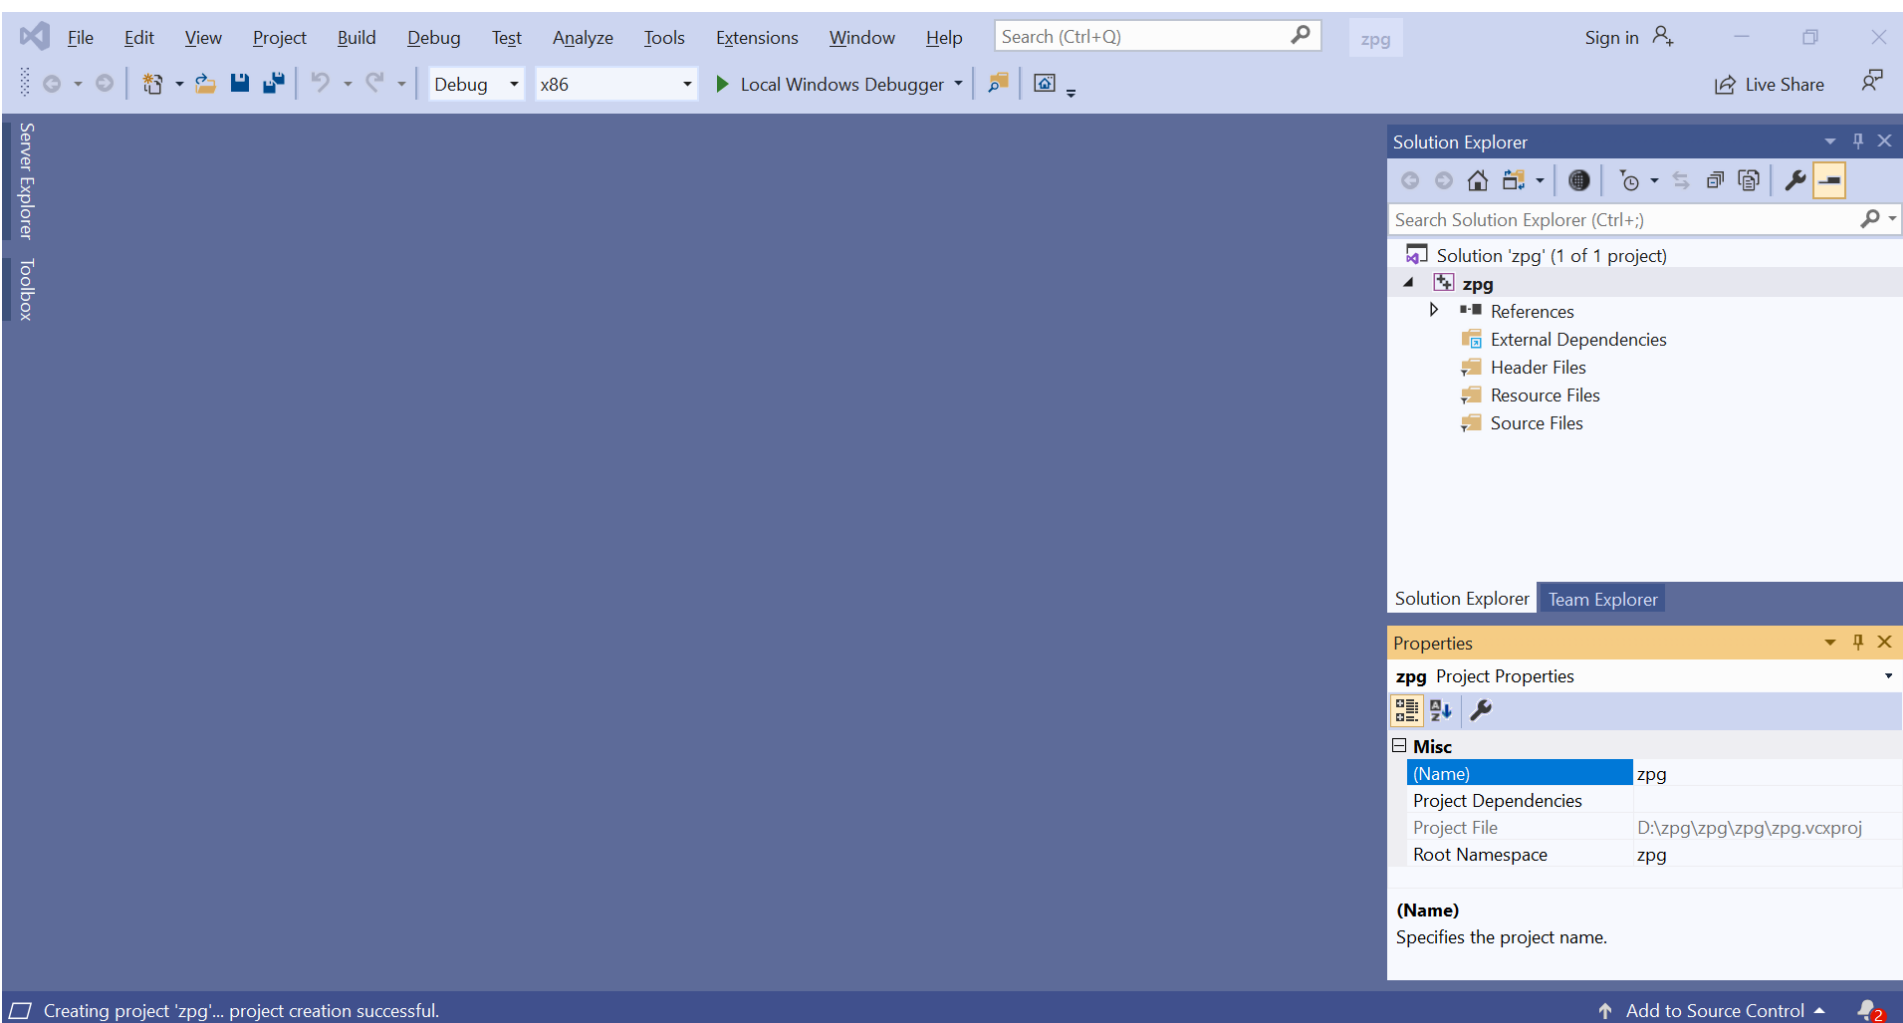 File Edit View Project Build Debug Test Analyze Tools Extensions Window Help Search (Ctrl+Q) zpg Sign in
Debug x86 Local Windows Debugger Live Share
Server Explorer
Toolbox
Solution Explorer
Search Solution Explorer (Ctrl+;)
Solution 'zpg' (1 of 1 project)
zpg
References
External Dependencies
Header Files
Resource Files
Source Files
Solution Explorer Team Explorer
Properties
zpg Project Properties
Misc
(Name) zpg
Project Dependencies
Project File D:\zpg\zpg\zpg\zpg.vcxproj
Root Namespace zpg
(Name)
Specifies the project name.
Creating project 'zpg'... project creation successful. Add to Source Control 2